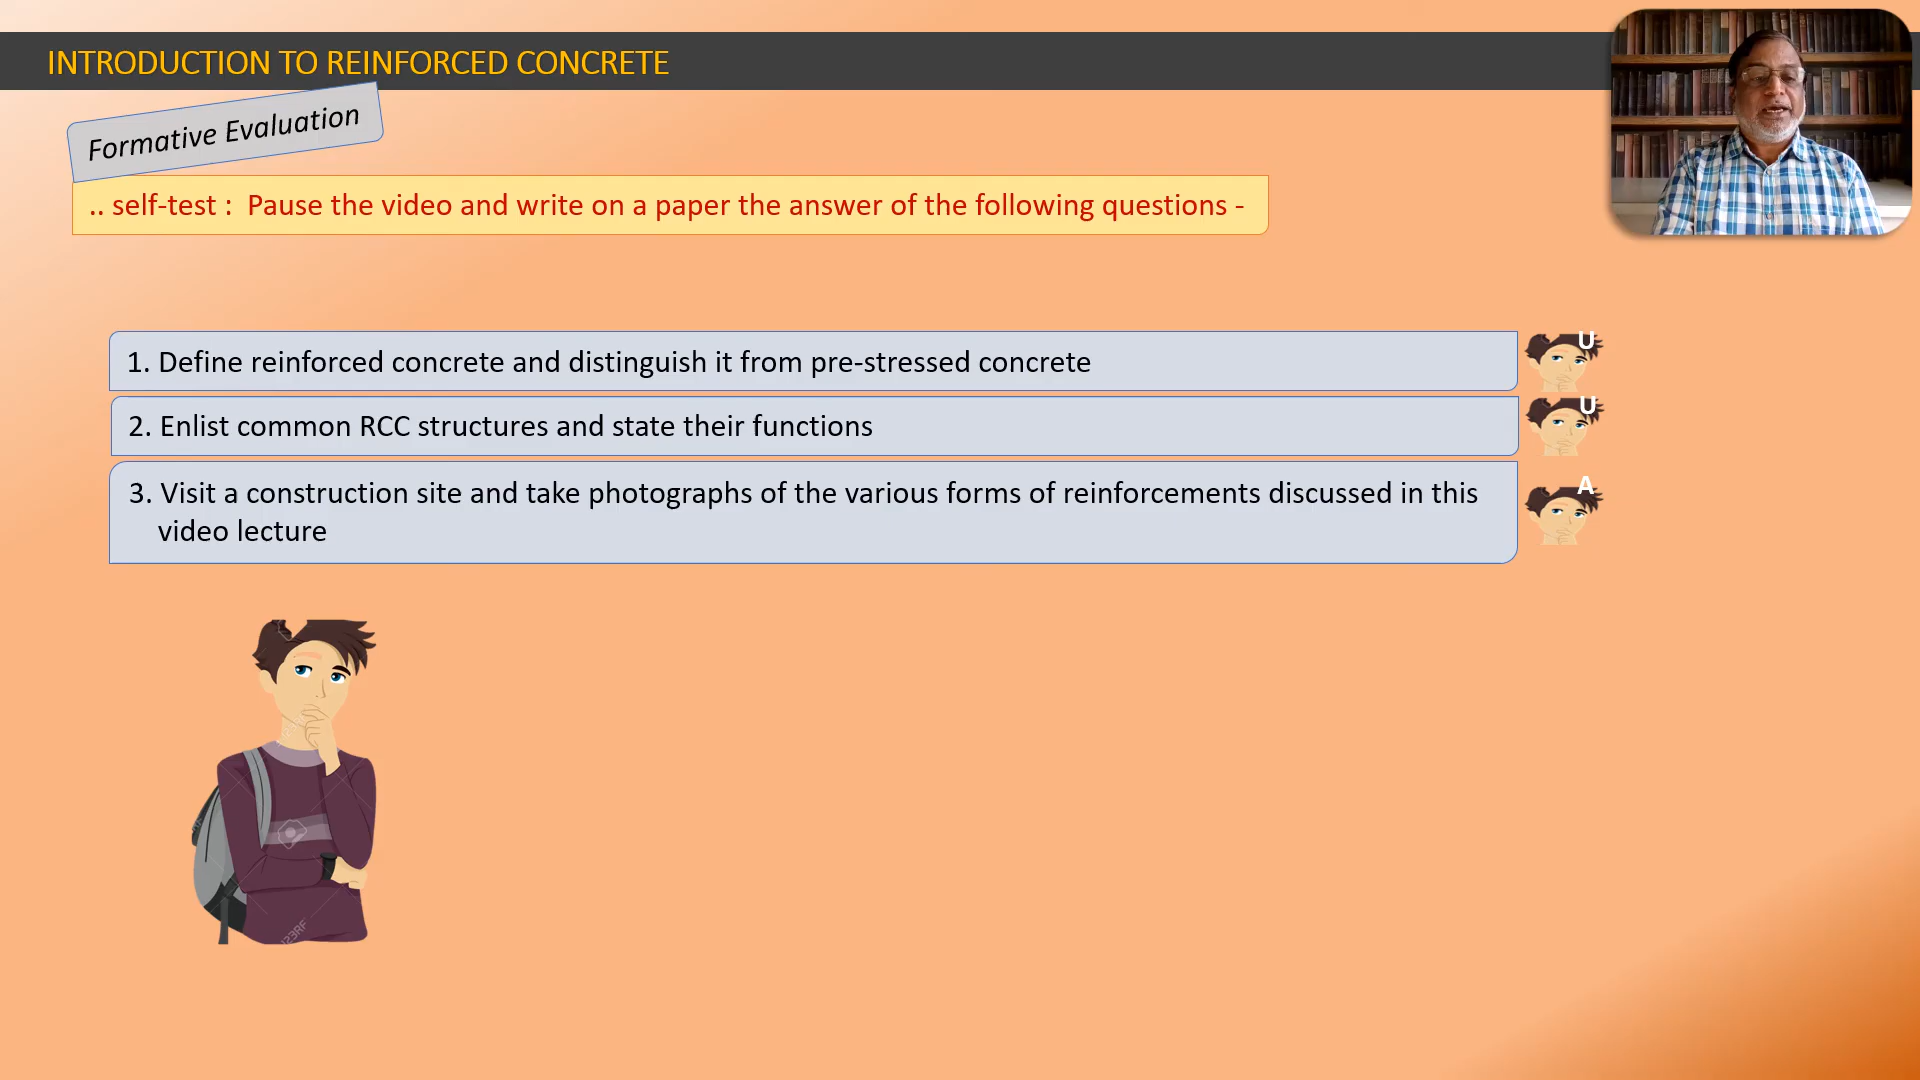 INTRODUCTION TO REINFORCED CONCRETE
Formative Evaluation
.. self-test : Pause the video and write on a paper the answer of the following questions -
1. Define reinforced concrete and distinguish it from pre-stressed concrete
U
2. Enlist common RCC structures and state their functions
U
3. Visit a construction site and take photographs of the various forms of reinforcements discussed in this
video lecture
A
123RF